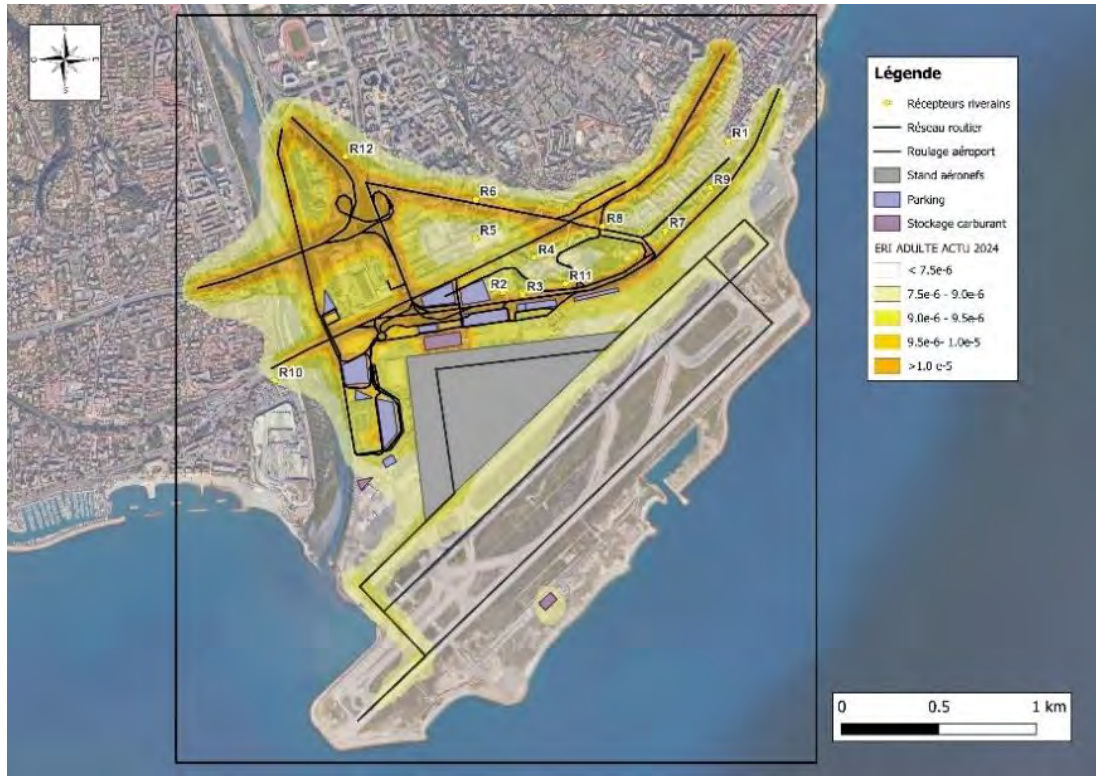 N
O
E
S
Légende
Récepteurs riverains
Réseau routier
Roulage aéroport
Stand aéronefs
Parking
Stockage carburant
ERI ADULTE ACTU 2024
< 7.5e-6
7.5e-6 - 9.0e-6
9.0e-6 - 9.5e-6
9.5e-6- 1.0e-5
>1.0 e-5
R1
R12
R9
R6
R8
R7
R5
R4
R11
R2
R3
R10
0 0.5 1 km